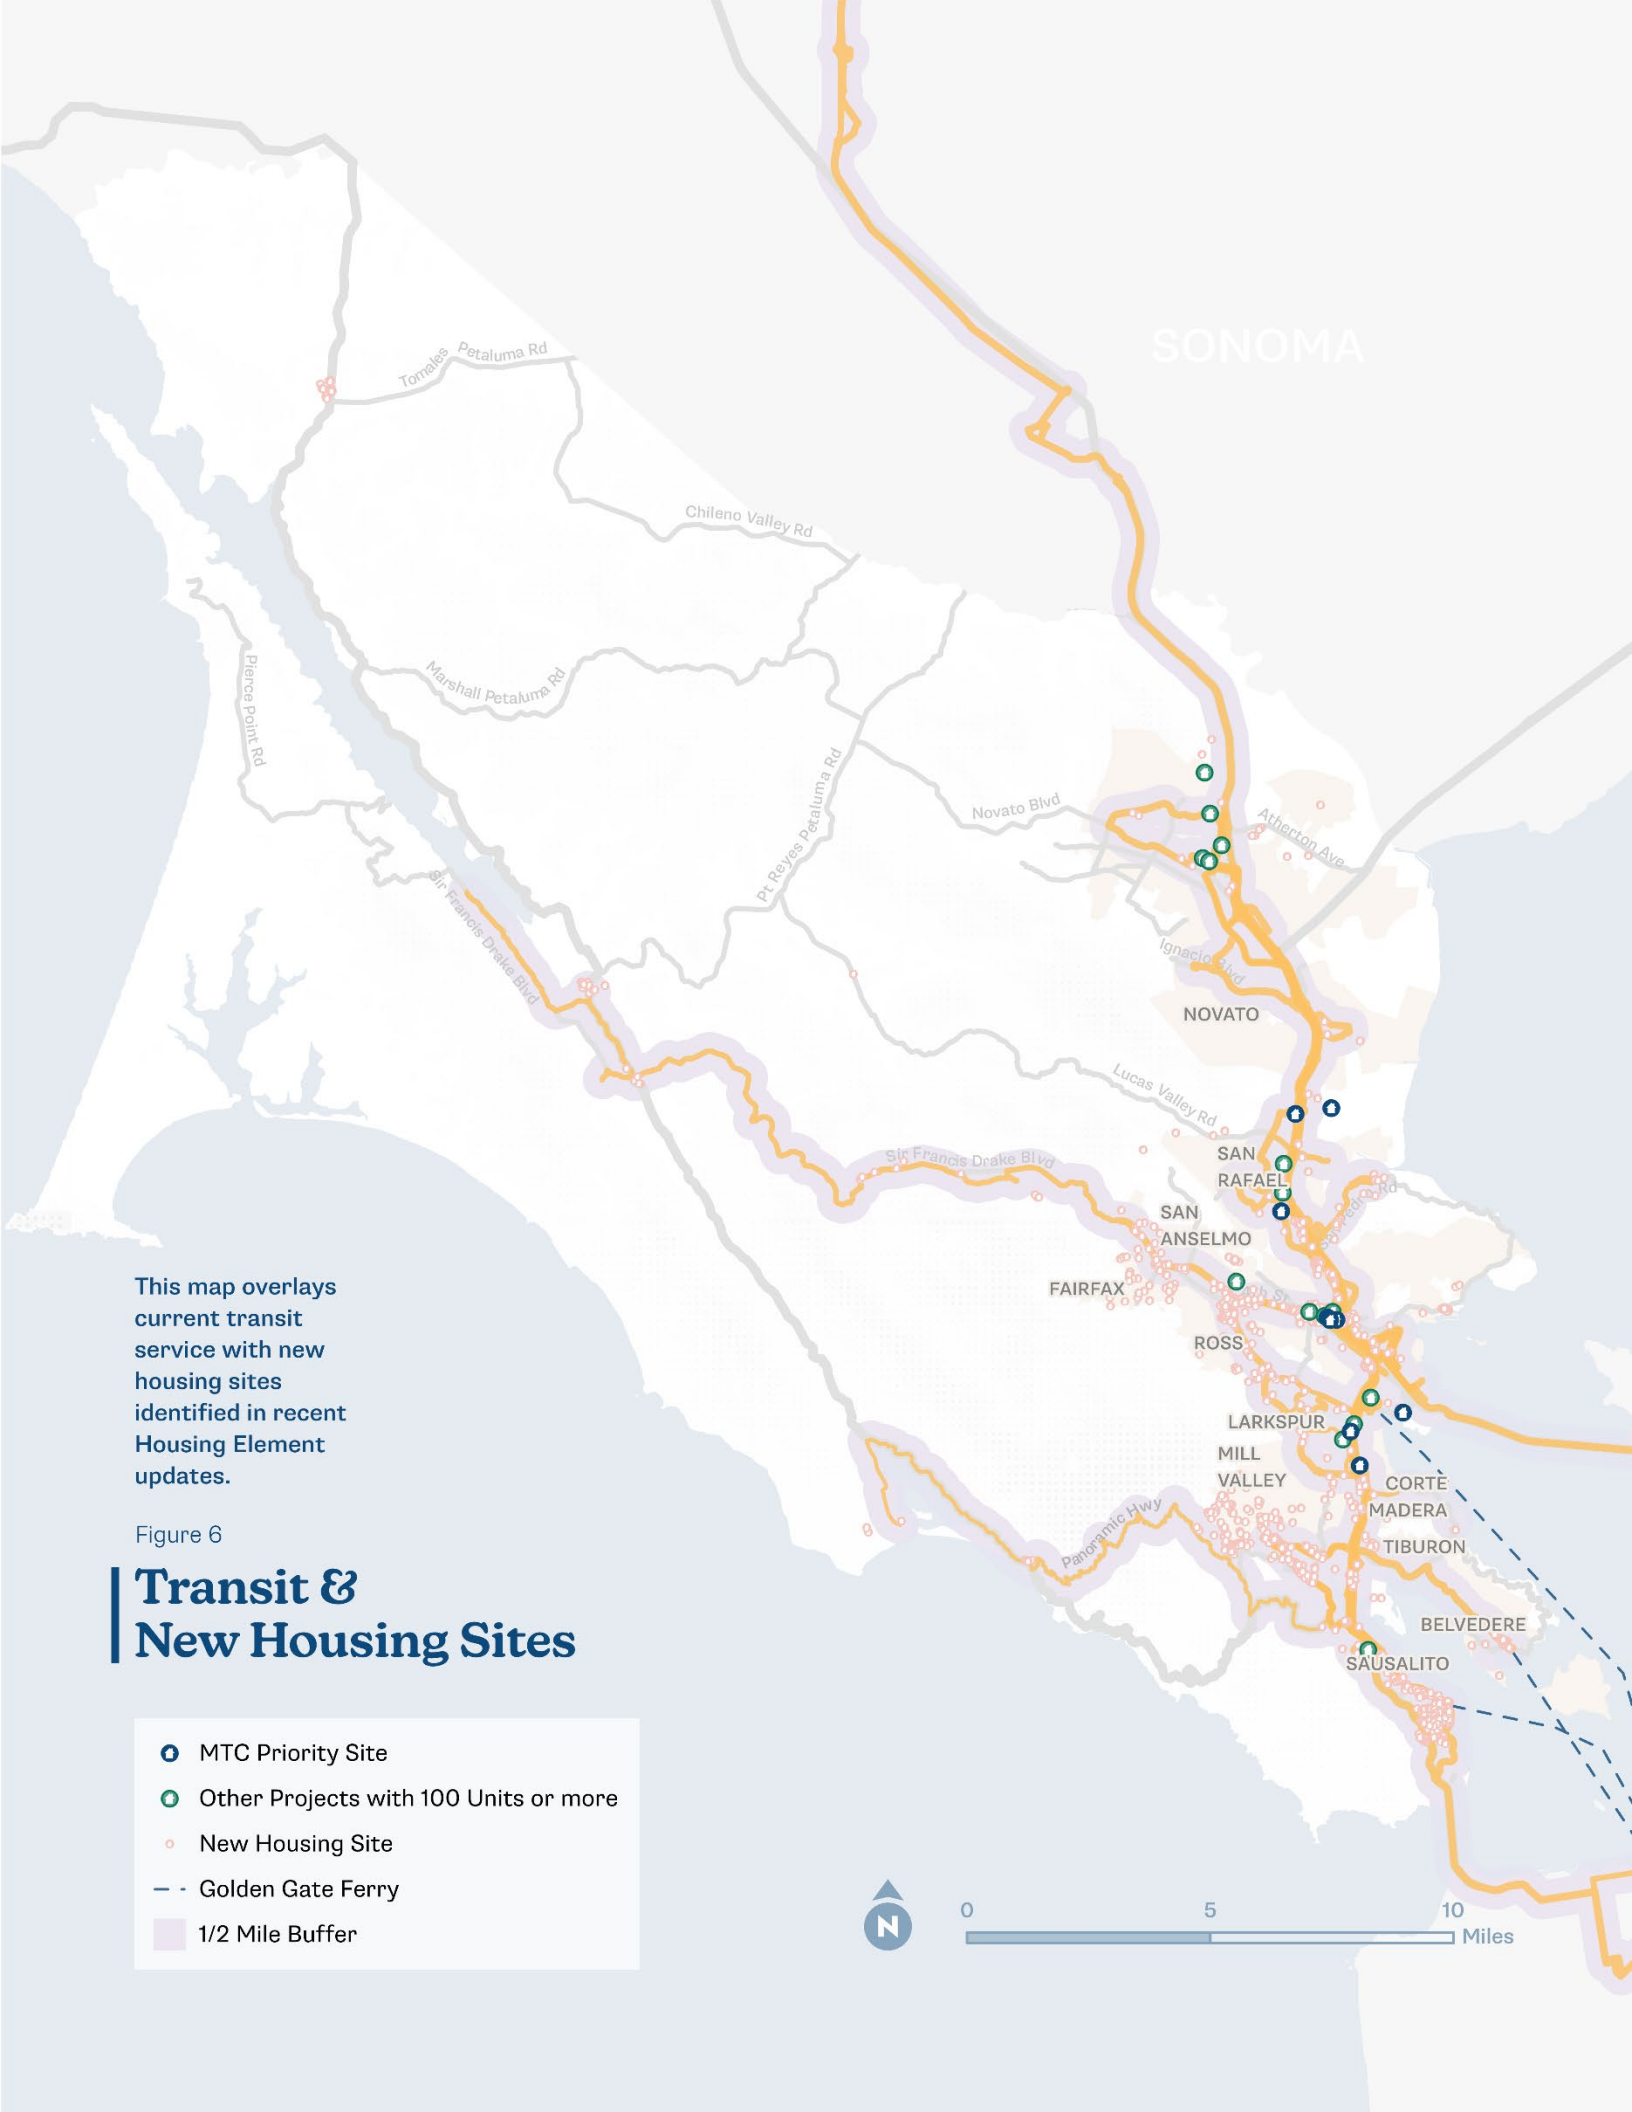 SONOMA
Tomales
Petaluma Rd
Chileno Valley Rd
Marshall Petaluma Rd
Pierce Point Rd
Pt Reyes Petaluma Rd
Novato Blvd
Atherton Ave
Sir Francis Drake Blvd
Ignacio Blvd
NOVATO
Lucas Valley Rd
SAN
RAFAEL
Sir Francis Drake Blvd
SAN
ANSELMO
FAIRFAX
ROSS
LARKSPUR
MILL
VALLEY
CORTE
MADERA
Panoramic Hwy
TIBURON
BELVEDERE
SAUSALITO
This map overlays
current transit
service with new
housing sites
identified in recent
Housing Element
updates.
Figure 6
Transit &
New Housing Sites
MTC Priority Site
Other Projects with 100 Units or more
New Housing Site
Golden Gate Ferry
1/2 Mile Buffer
N
0 5 10
Miles